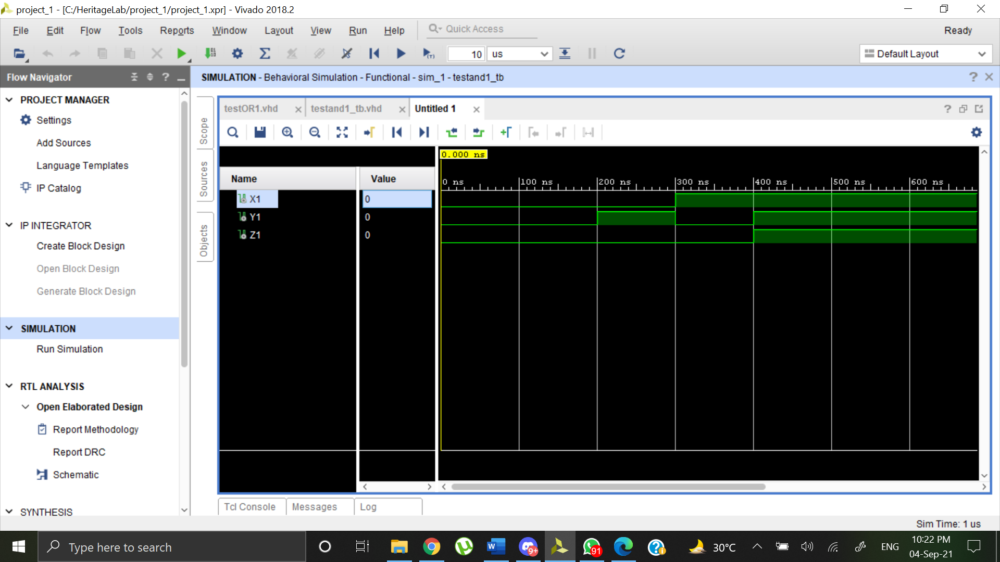 project_1 - [C:/HeritageLab/project_1/project_1.xpr] - Vivado 2018.2
File Edit Flow Tools Reports Window Layout View Run Help Quick Access Ready
10 us Default Layout
Flow Navigator
SIMULATION - Behavioral Simulation - Functional - sim_1 - testand1_tb
PROJECT MANAGER
Settings
Add Sources
Language Templates
IP Catalog
IP INTEGRATOR
Create Block Design
Open Block Design
Generate Block Design
SIMULATION
Run Simulation
RTL ANALYSIS
Open Elaborated Design
Report Methodology
Report DRC
Schematic
SYNTHESIS
Scope
Sources
Objects
testOR1.vhd testand1_tb.vhd Untitled 1
0.000 ns
Name Value
0 ns 100 ns 200 ns 300 ns 400 ns 500 ns 600 ns
X1 0
Y1 0
Z1 0
Tcl Console Messages Log
Sim Time: 1 us
Type here to search
9+
91
30°C
ENG
10:22 PM
04-Sep-21